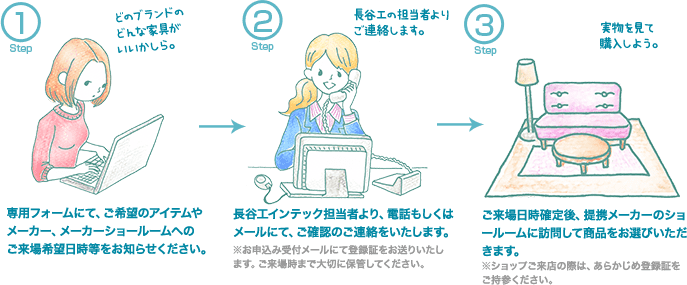 1
Step
どのブランドの
どんな家具が
いいかしら。
専用フォームにて、ご希望のアイテムや
メーカー、メーカーショールームへの
ご来場希望日時等をお知らせください。
2
Step
長谷工の担当者より
ご連絡します。
長谷工インテック担当者より、電話もしくは
メールにて、ご確認のご連絡をいたします。
※お申込み受付メールにて登録証をお送りいたし
ます。ご来場時まで大切に保管してください。
3
Step
実物を見て
購入しよう。
ご来場日時確定後、提携メーカーのショ
ールームに訪問して商品をお選びいただ
きます。
※ショップご来店の際は、あらかじめ登録証を
ご持参ください。